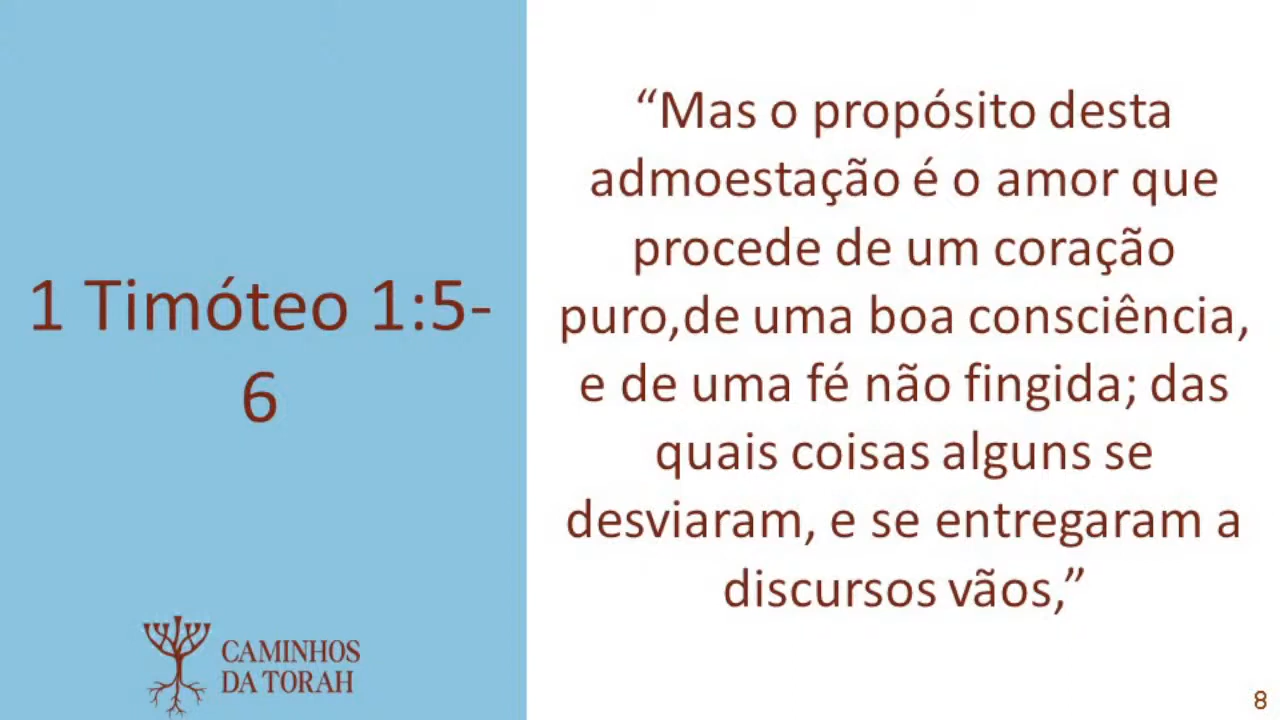 1 Timóteo 1:5-
6
“Mas o propósito desta
admoestação é o amor que
procede de um coração
puro,de uma boa consciência,
e de uma fé não fingida; das
quais coisas alguns se
desviaram, e se entregaram a
discursos vãos,”
CAMINHOS
DA TORAH
8